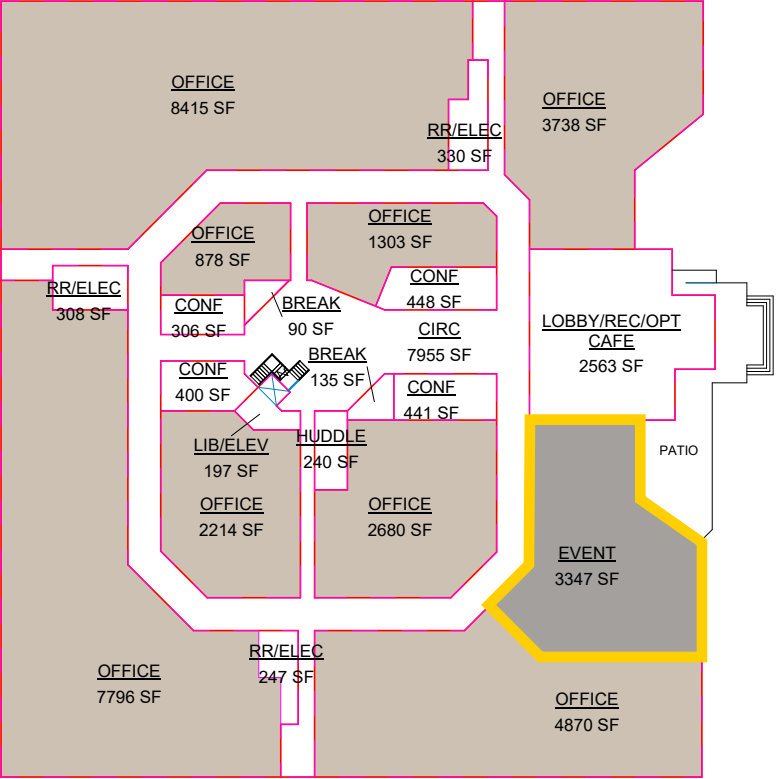 OFFICE
8415 SF
OFFICE
3738 SF
RR/ELEC
330 SF
OFFICE
878 SF
OFFICE
1303 SF
CONF
448 SF
RR/ELEC
308 SF
CONF
306 SF
BREAK
90 SF
CIRC
7955 SF
LOBBY/REC/OPT
CAFE
2563 SF
BREAK
135 SF
CONF
400 SF
CONF
441 SF
HUDDLE
240 SF
LIB/ELEV
197 SF
PATIO
OFFICE
2214 SF
OFFICE
2680 SF
EVENT
3347 SF
RR/ELEC
247 SF
OFFICE
7796 SF
OFFICE
4870 SF